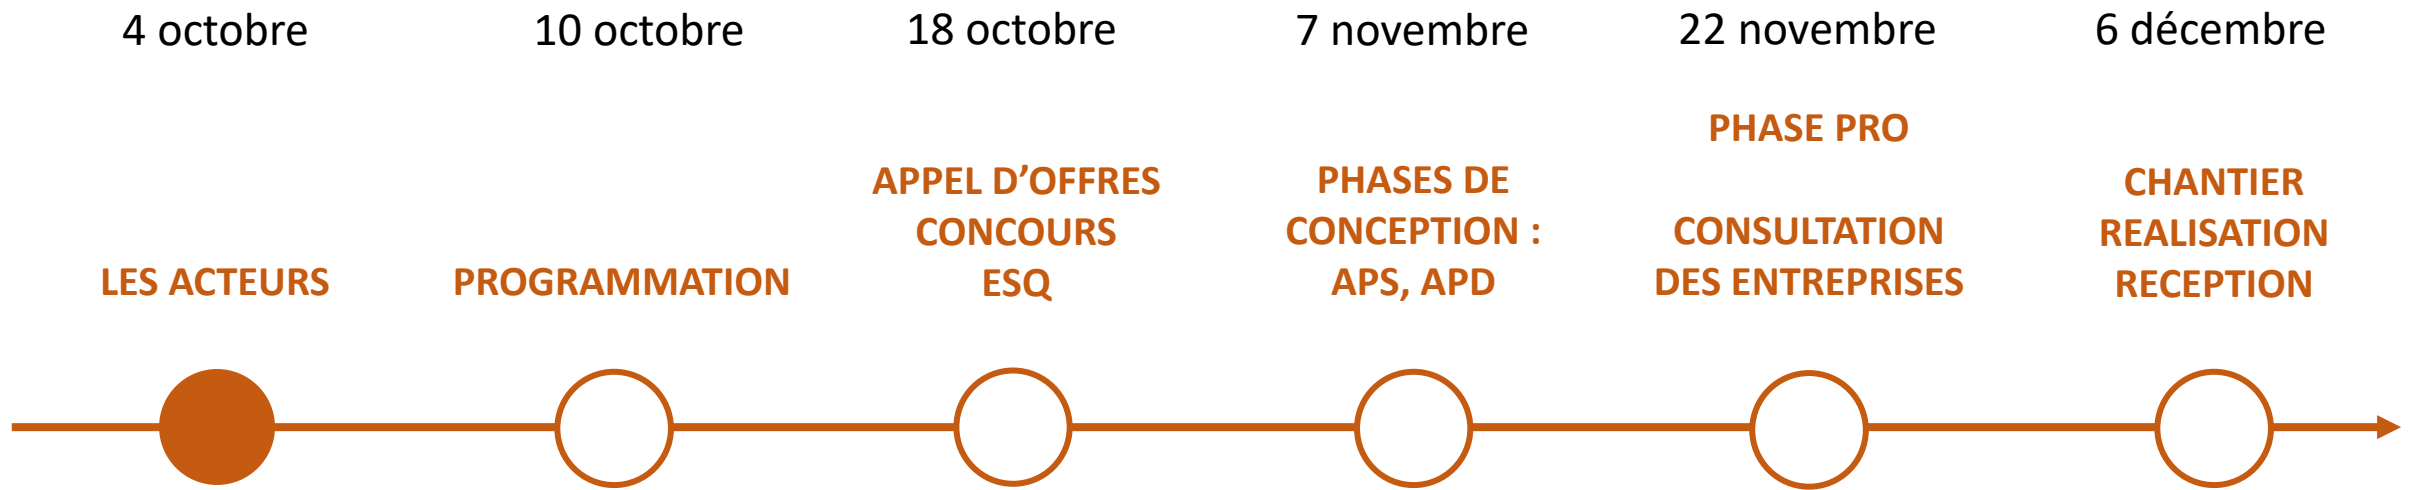 4 octobre
10 octobre
18 octobre
7 novembre
22 novembre
6 décembre
LES ACTEURS
PROGRAMMATION
APPEL D’OFFRES
CONCOURS
ESQ
PHASES DE
CONCEPTION :
APS, APD
PHASE PRO
CONSULTATION
DES ENTREPRISES
CHANTIER
REALISATION
RECEPTION